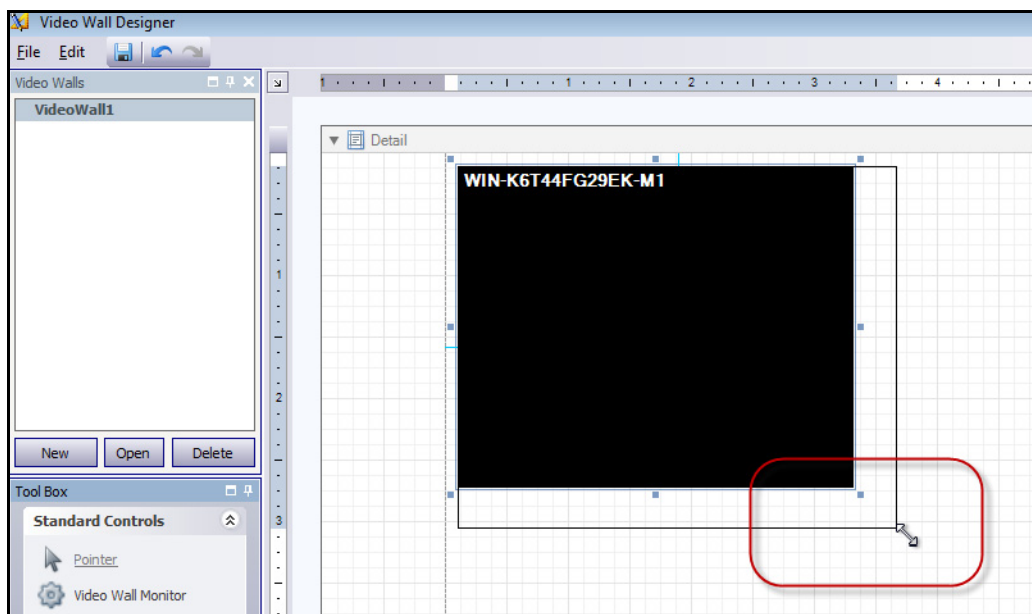 Video Wall Designer
File Edit
Video Walls
VideoWall1
New Open Delete
Tool Box
Standard Controls
Pointer
Video Wall Monitor
1 1 2 3 4
Detail
WIN-K6T44FG29EK-M1
1
2
3